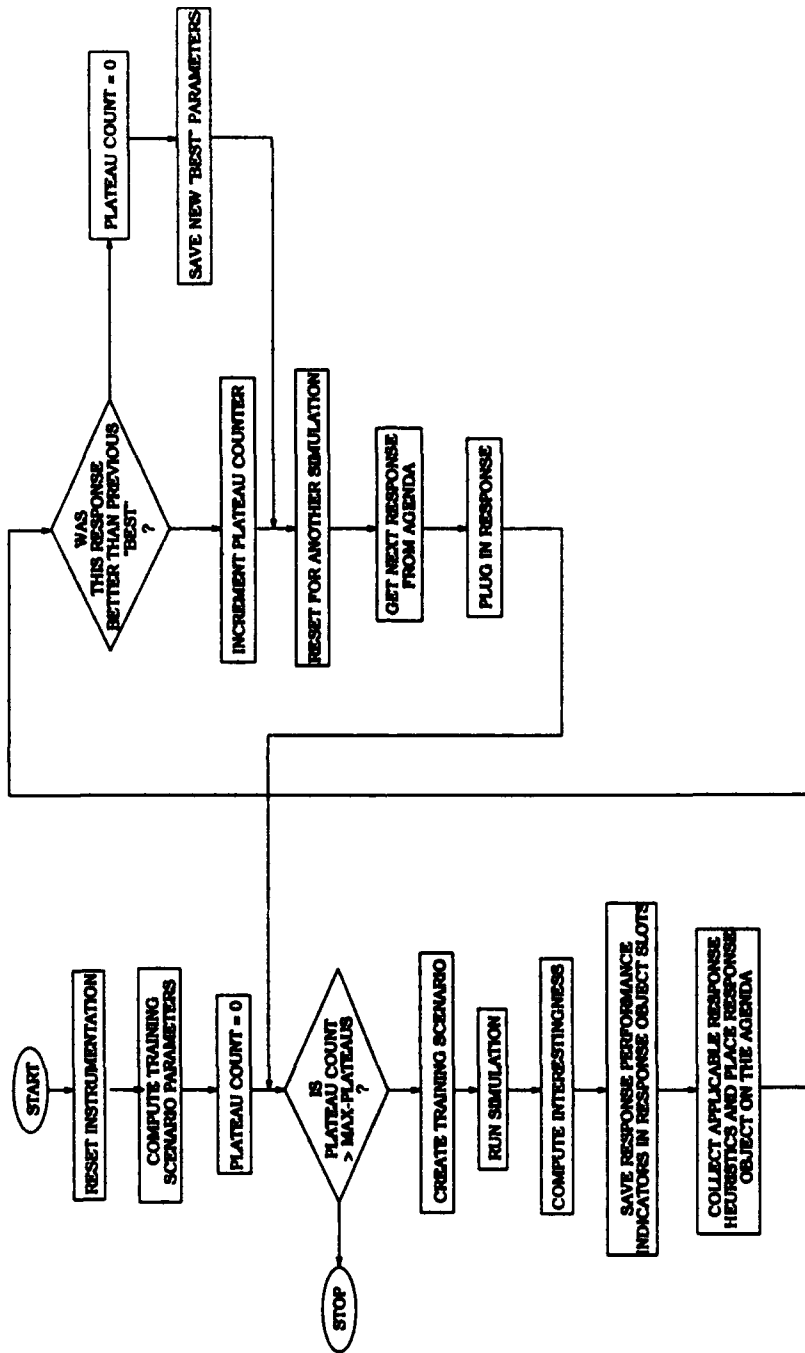 START
RESET INSTRUMENTATION
COMPUTE TRAINING
SCENARIO PARAMETERS
PLATEAU COUNT = 0
IS
PLATEAU COUNT
> MAX-PLATEAUS
?
STOP
CREATE TRAINING SCENARIO
RUN SIMULATION
COMPUTE INTERESTINGNESS
SAVE RESPONSE PERFORMANCE
INDICATORS IN RESPONSE OBJECT SLOTS
COLLECT APPLICABLE RESPONSE
HEURISTICS AND PLACE RESPONSE
OBJECT ON THE AGENDA
WAS
THIS RESPONSE
BETTER THAN PREVIOUS
"BEST"
?
PLATEAU COUNT = 0
SAVE NEW "BEST" PARAMETERS
INCREMENT PLATEAU COUNTER
RESET FOR ANOTHER SIMULATION
GET NEXT RESPONSE
FROM AGENDA
PLUG IN RESPONSE